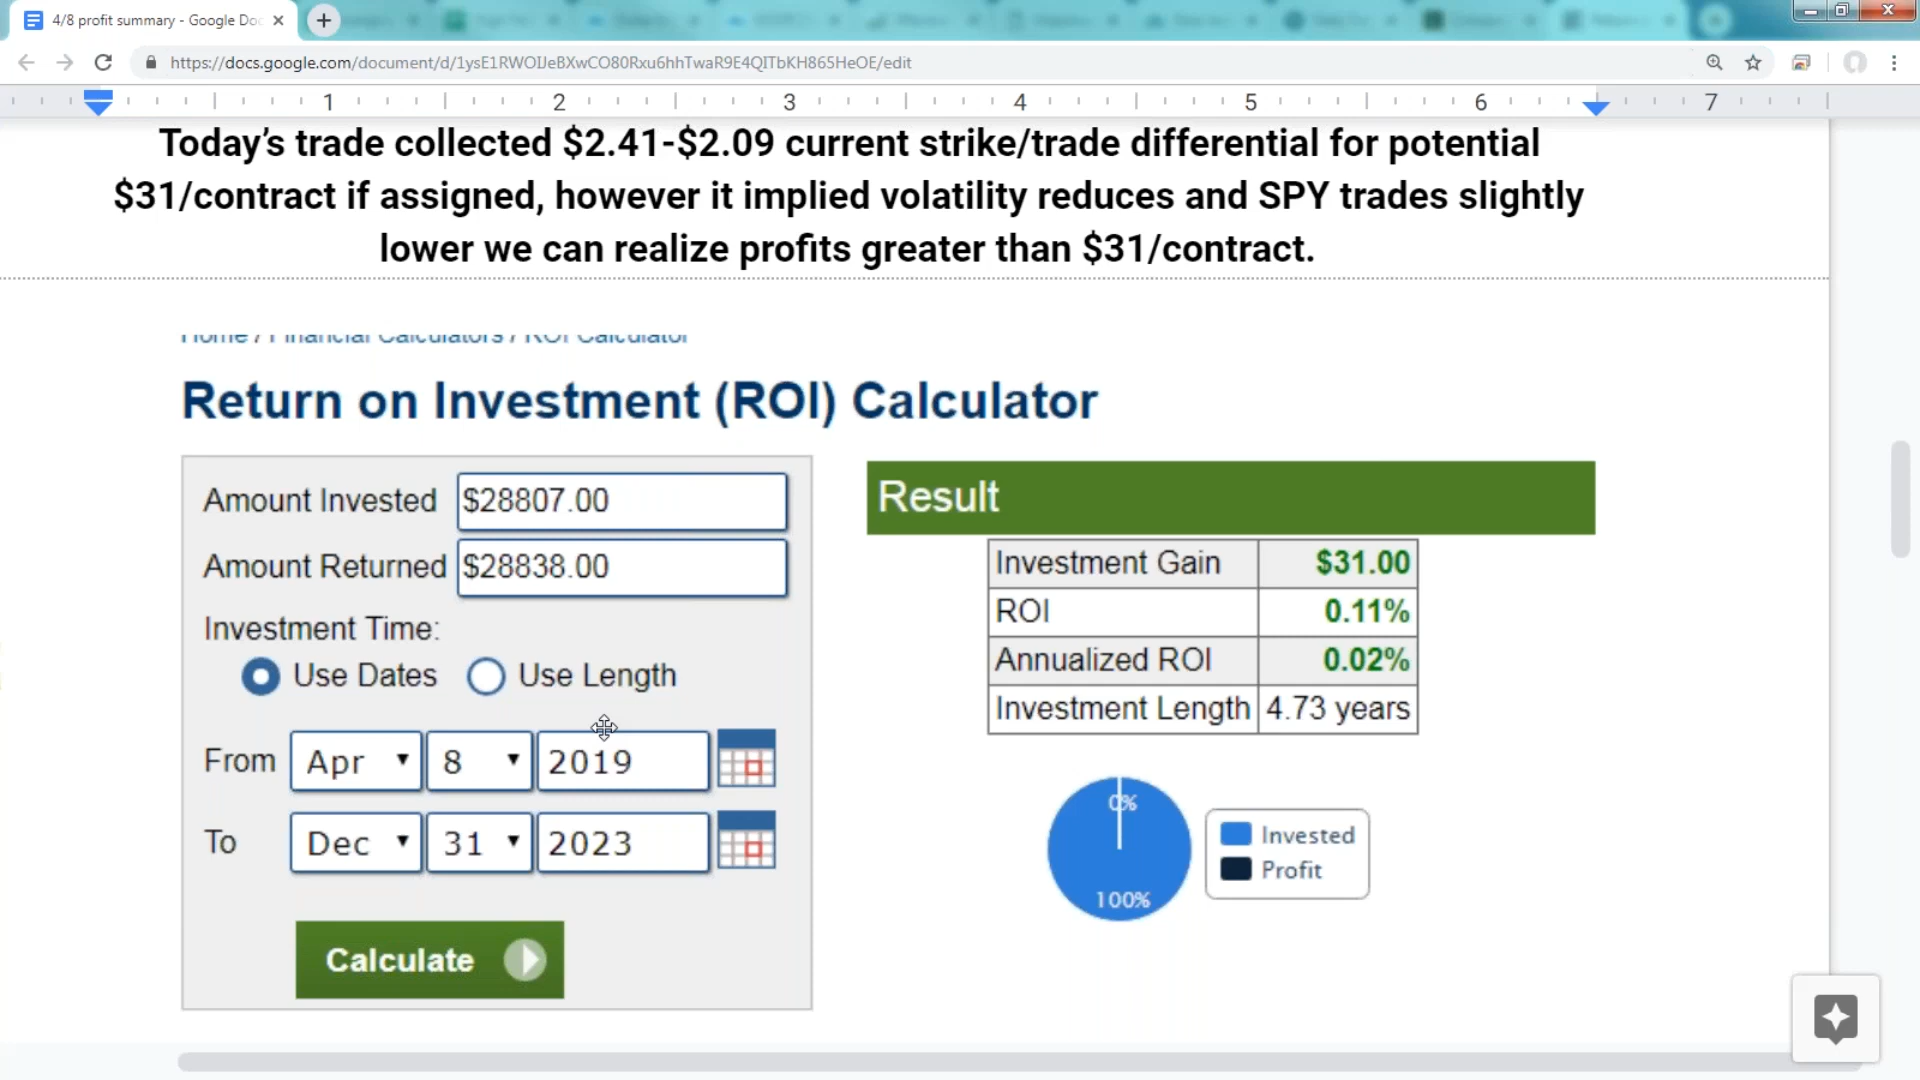 4/8 profit summary - Google Doc
https://docs.google.com/document/d/1ysE1RWOIJeBXwCO80Rxu6hhTwaR9E4QITbKH865HeOE/edit
1 2 3 4 5 6 7
Today’s trade collected $2.41-$2.09 current strike/trade differential for potential
$31/contract if assigned, however it implied volatility reduces and SPY trades slightly
lower we can realize profits greater than $31/contract.
Home / Financial Calculators / ROI Calculator
Return on Investment (ROI) Calculator
Amount Invested $28807.00
Amount Returned $28838.00
Investment Time:
Use Dates Use Length
From Apr 8 2019
To Dec 31 2023
Calculate
Result
Investment Gain $31.00
ROI 0.11%
Annualized ROI 0.02%
Investment Length 4.73 years
0%
100%
Invested
Profit